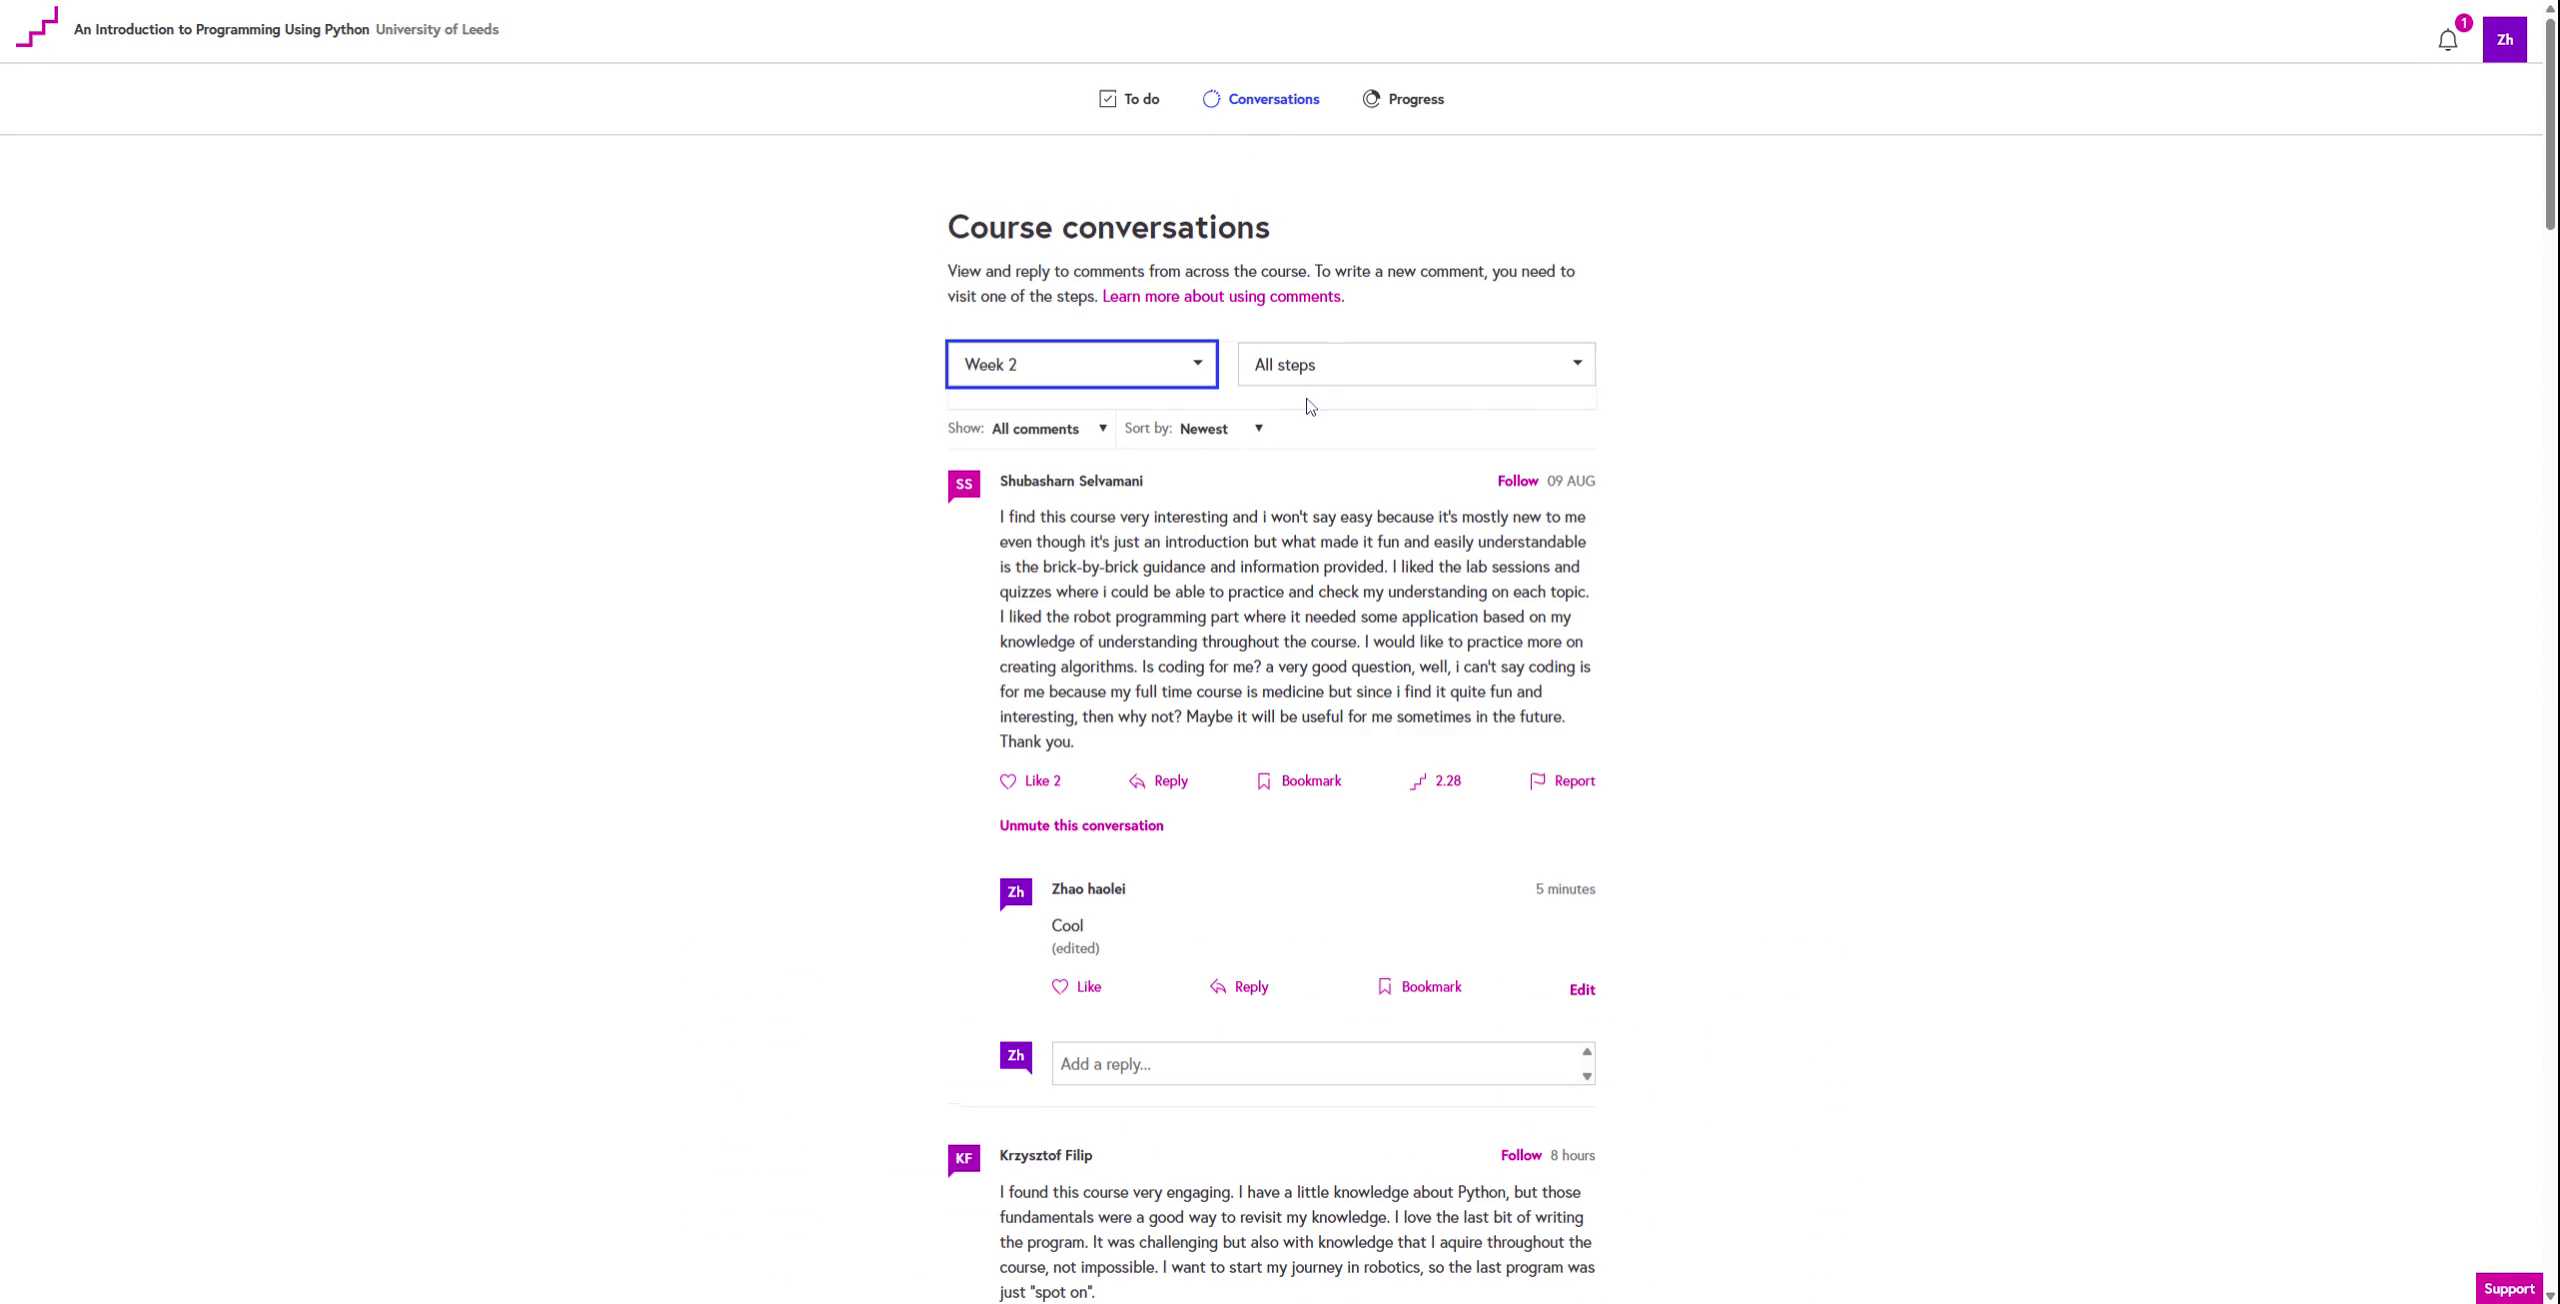 An Introduction to Programming Using Python University of Leeds
1
Zh
To do
Conversations
Progress
Course conversations
View and reply to comments from across the course. To write a new comment, you need to
visit one of the steps. Learn more about using comments.
Week 2
All steps
Show: All comments
Sort by: Newest
SS
Shubasharn Selvamani
Follow 09 AUG
I find this course very interesting and i won't say easy because it's mostly new to me
even though it's just an introduction but what made it fun and easily understandable
is the brick-by-brick guidance and information provided. I liked the lab sessions and
quizzes where i could be able to practice and check my understanding on each topic.
I liked the robot programming part where it needed some application based on my
knowledge of understanding throughout the course. I would like to practice more on
creating algorithms. Is coding for me? a very good question, well, i can't say coding is
for me because my full time course is medicine but since i find it quite fun and
interesting, then why not? Maybe it will be useful for me sometimes in the future.
Thank you.
Like 2
Reply
Bookmark
2.28
Report
Unmute this conversation
Zh
Zhao haolei
5 minutes
Cool
(edited)
Like
Reply
Bookmark
Edit
Zh
Add a reply...
KF
Krzysztof Filip
Follow 8 hours
I found this course very engaging. I have a little knowledge about Python, but those
fundamentals were a good way to revisit my knowledge. I love the last bit of writing
the program. It was challenging but also with knowledge that I aquire throughout the
course, not impossible. I want to start my journey in robotics, so the last program was
just "spot on".
Support